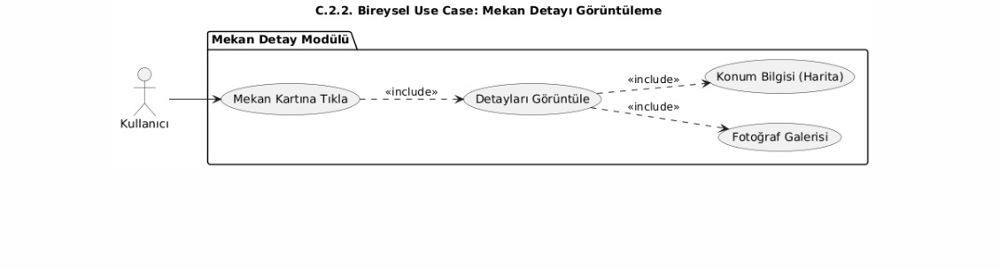 C.2.2. Bireysel Use Case: Mekan Detayı Görüntüleme
Mekan Detay Modülü
Kullanıcı
Mekan Kartına Tıkla
«include»
Detayları Görüntüle
«include»
Konum Bilgisi (Harita)
«include»
Fotoğraf Galerisi